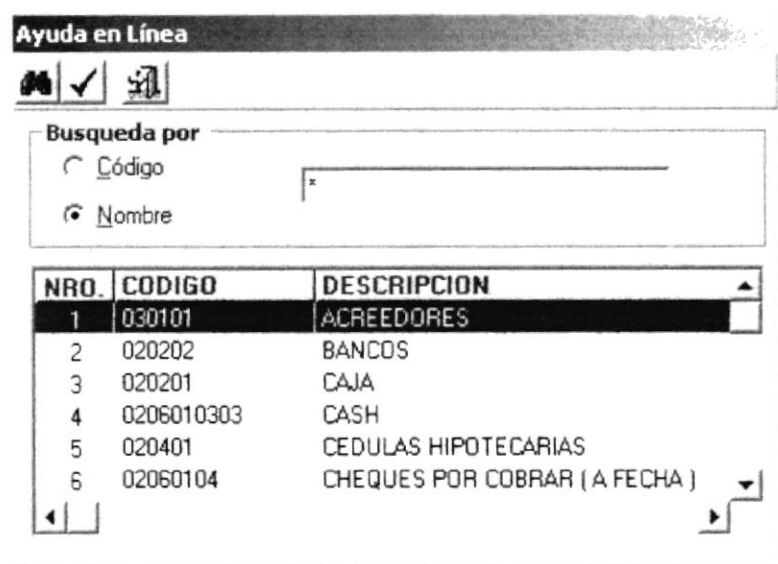 Ayuda en Línea
Busqueda por
Código
*
Nombre
NRO. CODIGO DESCRIPCION
1 030101 ACREEDORES
2 020202 BANCOS
3 020201 CAJA
4 0206010303 CASH
5 020401 CEDULAS HIPOTECARIAS
6 02060104 CHEQUES POR COBRAR ( A FECHA )